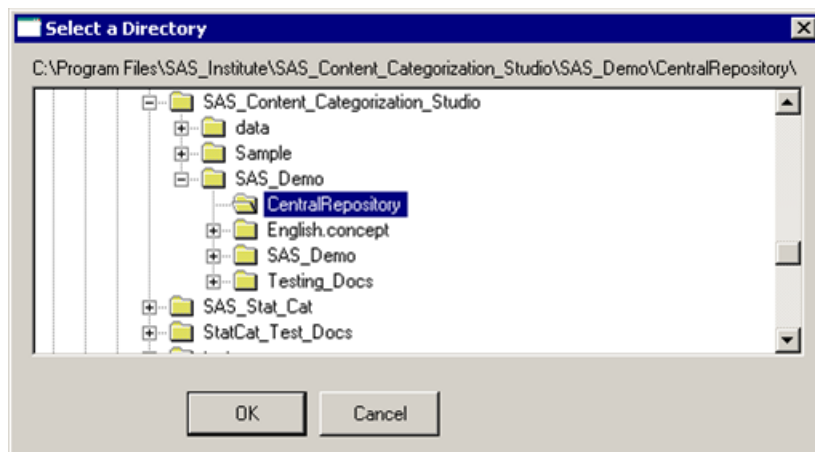 Select a Directory
C:\Program Files\SAS_Institute\SAS_Content_Categorization_Studio\SAS_Demo\CentralRepository\
SAS_Content_Categorization_Studio
data
Sample
SAS_Demo
CentralRepository
English.concept
SAS_Demo
Testing_Docs
SAS_Stat_Cat
StatCat_Test_Docs
OK Cancel